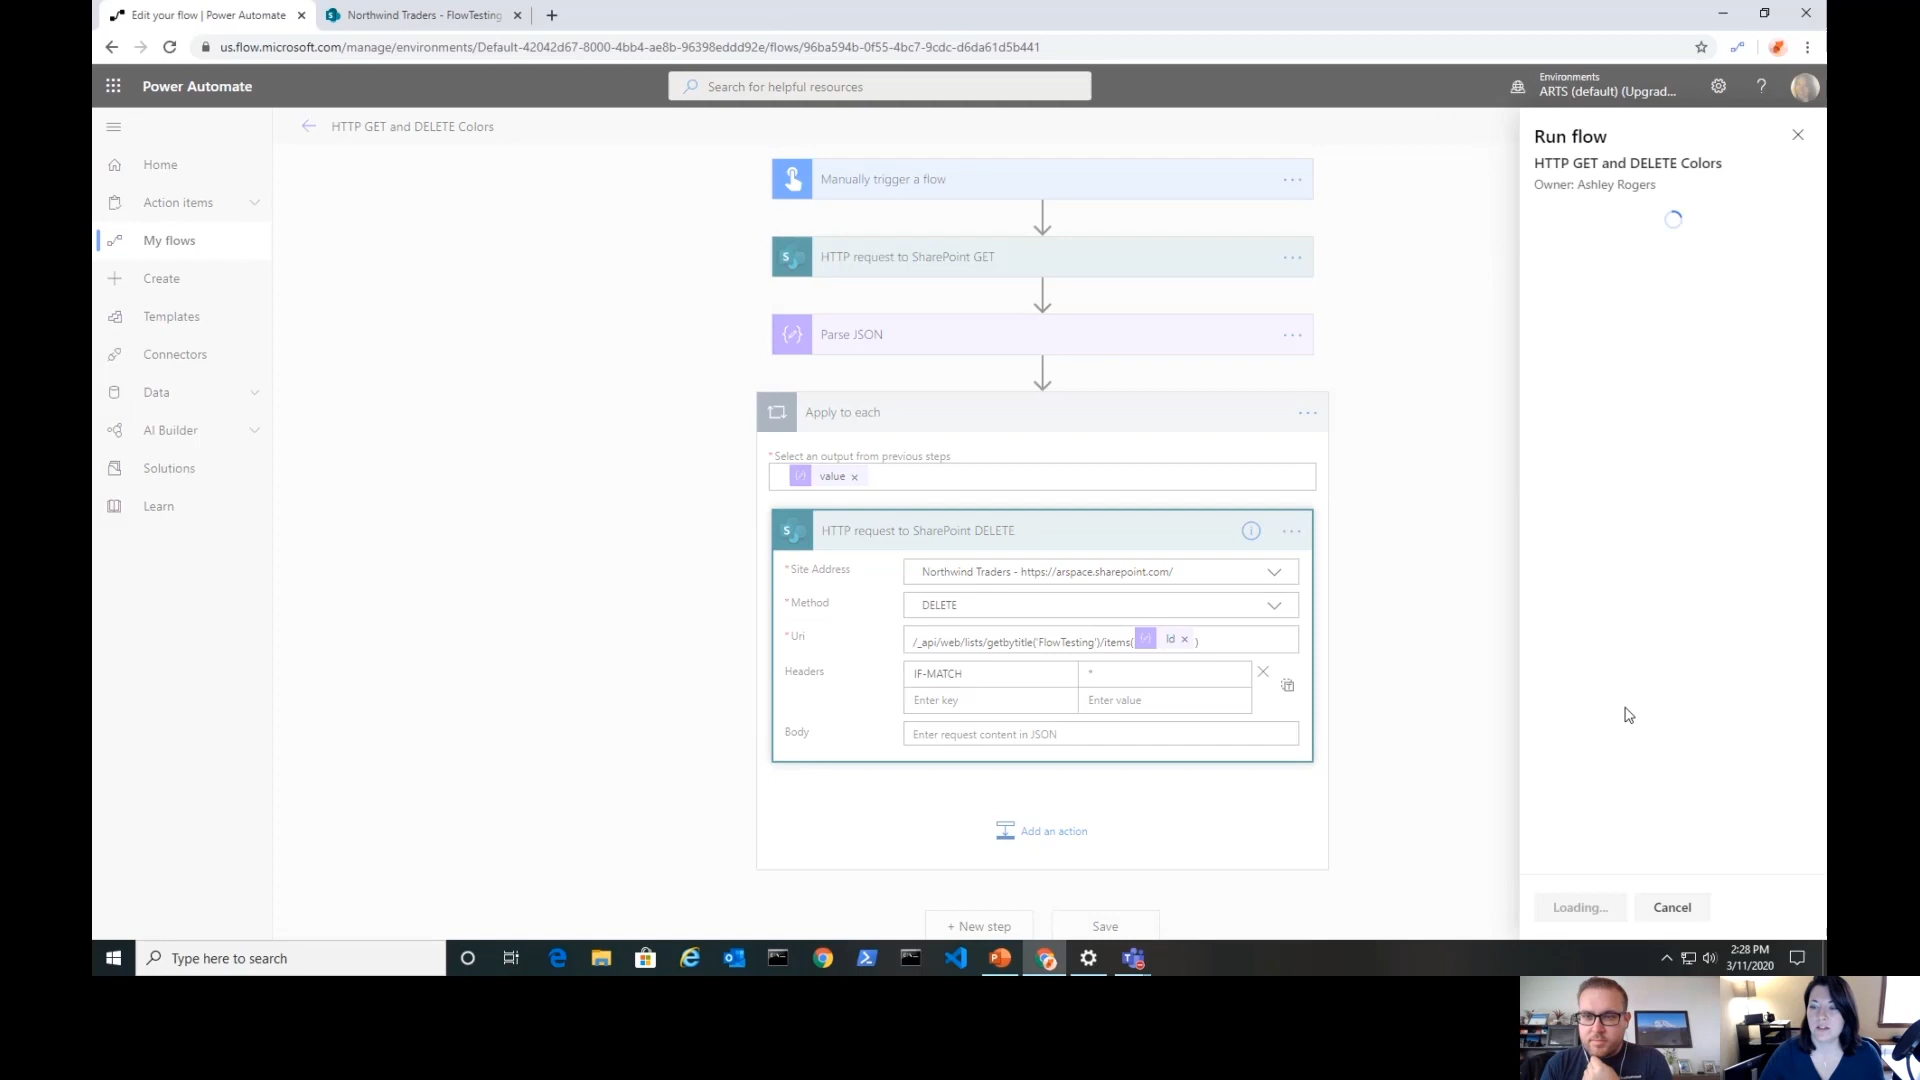 Edit your flow | Power Automate
Northwind Traders - FlowTesting
us.flow.microsoft.com/manage/environments/Default-42042d67-8000-4bb4-ae8b-96398eddd92e/flows/96ba594b-0f55-4bc7-9cdc-d6da61d5b441
Power Automate
Search for helpful resources
Environments
ARTS (default) (Upgrad...
HTTP GET and DELETE Colors
Home
Action items
My flows
Create
Templates
Connectors
Data
AI Builder
Solutions
Learn
Manually trigger a flow
HTTP request to SharePoint GET
Parse JSON
Apply to each
*Select an output from previous steps
value
HTTP request to SharePoint DELETE
*Site Address
Northwind Traders - https://arspace.sharepoint.com/
*Method
DELETE
*Uri
/_api/web/lists/getbytitle('FlowTesting')/items( Id )
Headers
IF-MATCH *
Enter key Enter value
Body
Enter request content in JSON
Add an action
+ New step
Save
Run flow
HTTP GET and DELETE Colors
Owner: Ashley Rogers
Loading...
Cancel
Type here to search
2:28 PM
3/11/2020